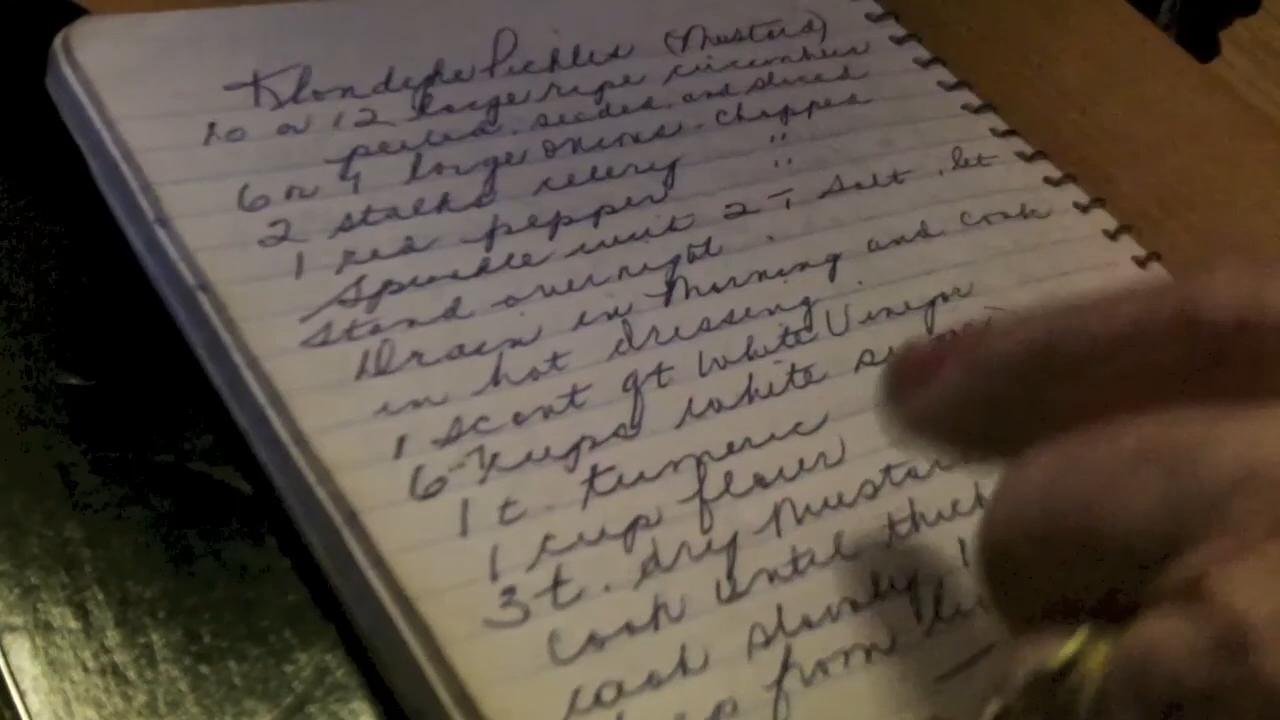 Klondyke Pickles (Mustard)
10 or 12 large ripe cucumbers
peeled, seeded, and sliced
6 or 4 large onions. chopped
2 stalks celery "
1 red pepper "
Sprinkle wit 2 T Salt, let
stand overnight.
Drain in Morning and cook
in hot dressing.
1 scant qt White Vinegar
6- cups white
1 t. tumeric
1 cup flour
3 t. dry
Cook until thick
cook slowly 1
from